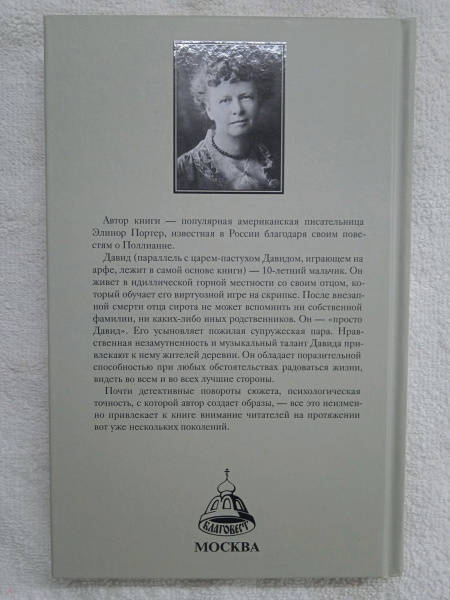 Автор книги — популярная американская писательница
Элинор Портер, известная в России благодаря своим пове-
стям о Поллианне.
Давид (параллель с царем-пастухом Давидом, играющем на
арфе, лежит в самой основе книги) — 10-летний мальчик. Он
живет в идиллической горной местности со своим отцом, ко-
торый обучает его виртуозной игре на скрипке. После внезап-
ной смерти отца сирота не может вспомнить ни собственной
фамилии, ни каких-либо иных родственников. Он — «просто
Давид». Его усыновляет пожилая супружеская пара. Нрав-
ственная незамутненность и музыкальный талант Давида при-
влекают к нему жителей деревни. Он обладает поразительной
способностью при любых обстоятельствах радоваться жизни,
видеть во всем и во всех лучшие стороны.
Почти детективные повороты сюжета, психологическая
точность, с которой автор создает образы, — все это неизмен-
но привлекает к книге внимание читателей на протяжении
вот уже нескольких поколений.
БЛАГОВЕСТ
МОСКВА